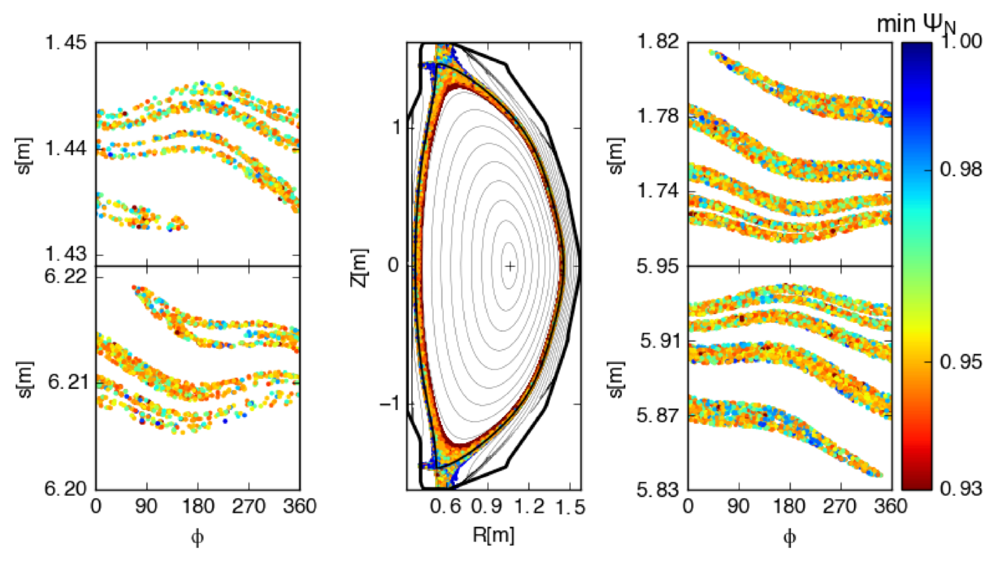 min Ψ_N
1.45
1.44
1.43
s[m]
6.22
6.21
6.20
s[m]
0 90 180 270 360
ϕ
1
0
−1
Z[m]
0.6 0.9 1.2 1.5
R[m]
1.82
1.78
1.74
s[m]
5.95
5.91
5.87
5.83
s[m]
0 90 180 270 360
ϕ
1.00
0.98
0.95
0.93